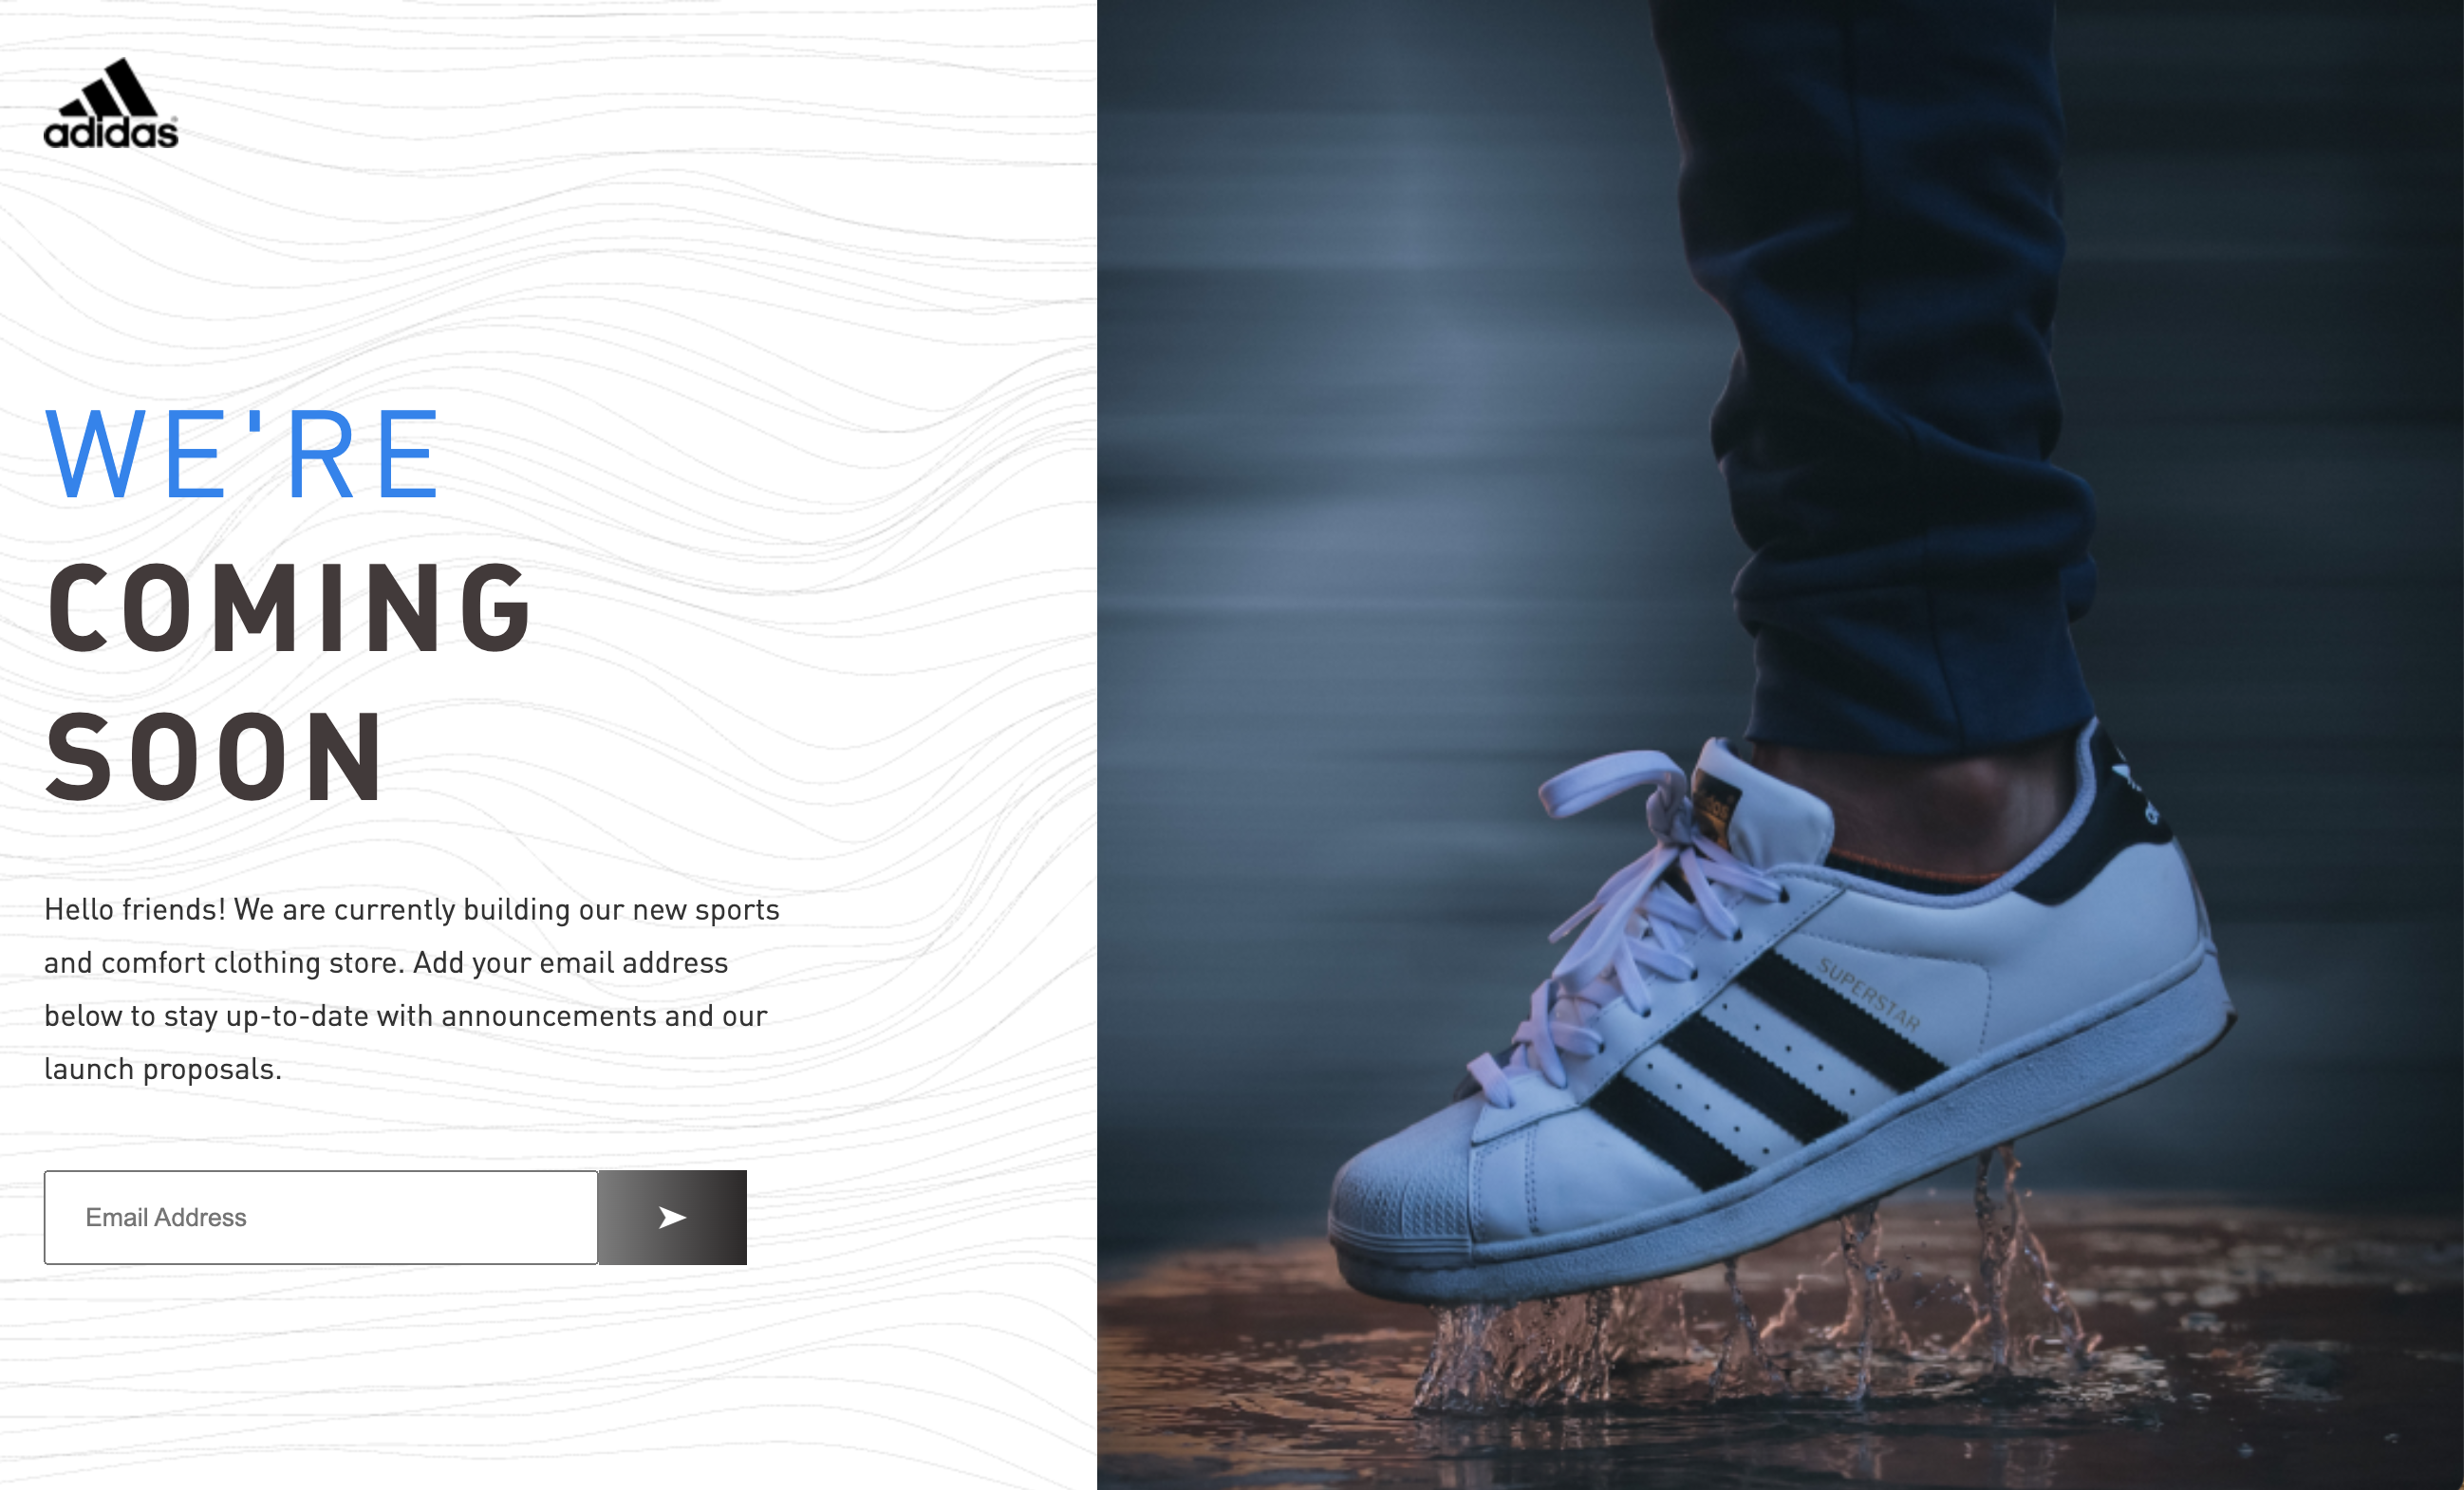 adidas
WE'RE
COMING
SOON
Hello friends! We are currently building our new sports
and comfort clothing store. Add your email address
below to stay up-to-date with announcements and our
launch proposals.
Email Address
adidas
SUPERSTAR